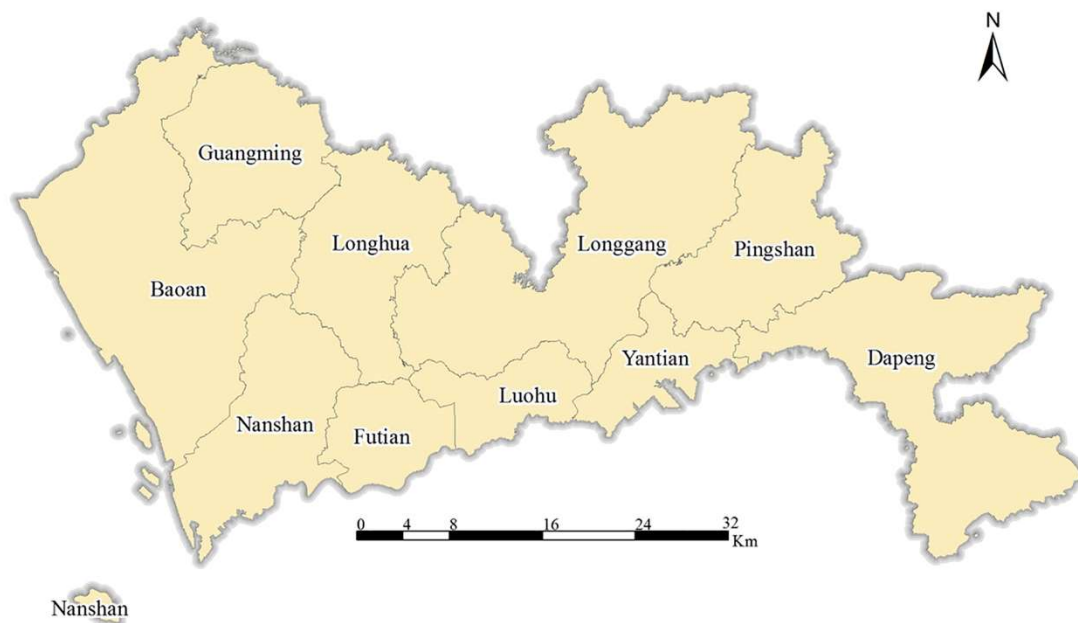 N
Guangming
Longhua
Longgang
Pingshan
Baoan
Yantian
Dapeng
Luohu
Nanshan
Futian
0 4 8 16 24 32
Km
Nanshan